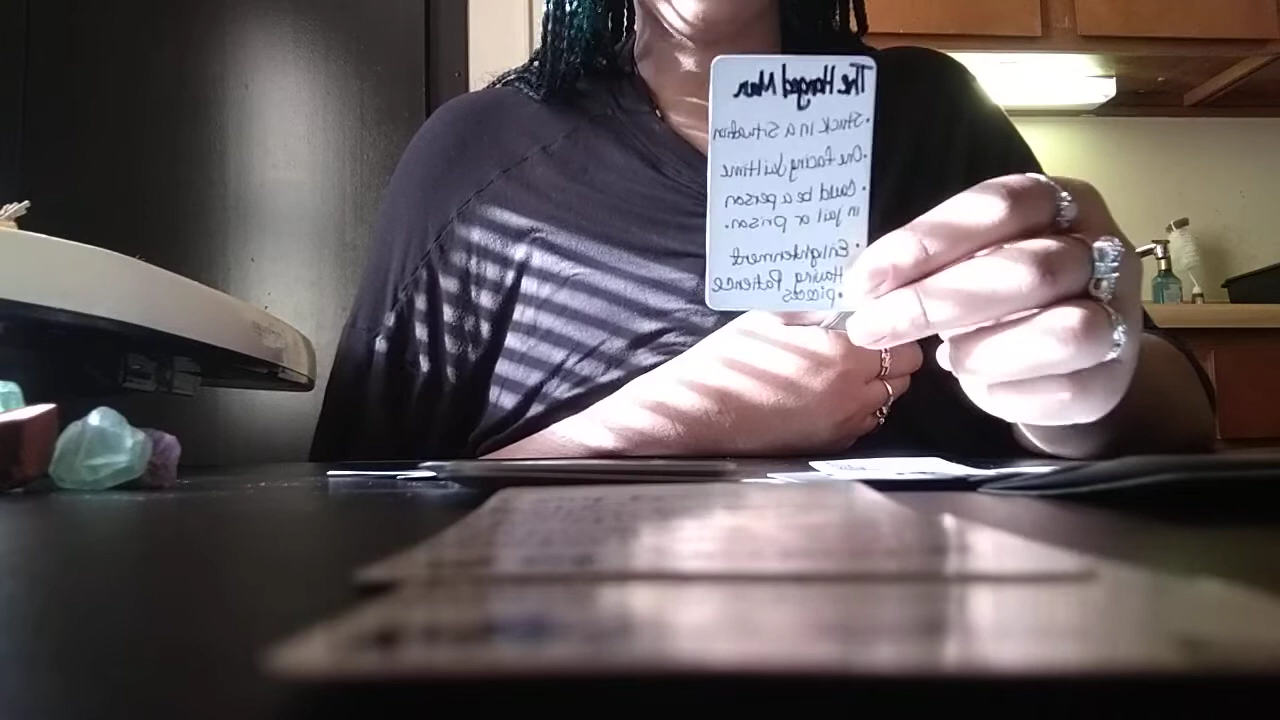 The Hanged Man
• Stuck in a Situation
• One facing Jail time
• Could be a person
in jail or prison.
• Enlightenment
Having Patience
• pisces